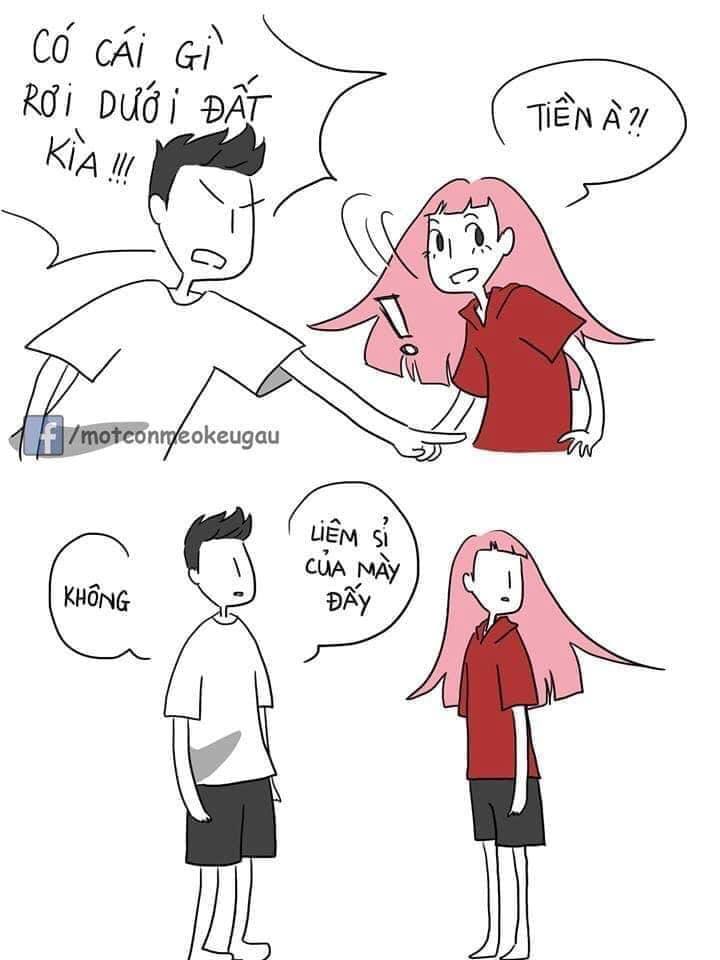 CÓ CÁI GÌ
RƠI DƯỚI ĐẤT
KÌA !!!
TIỀN À?!
!
f /motconmeokeugau
KHÔNG
LIÊM SỈ
CỦA MÀY
ĐẤY